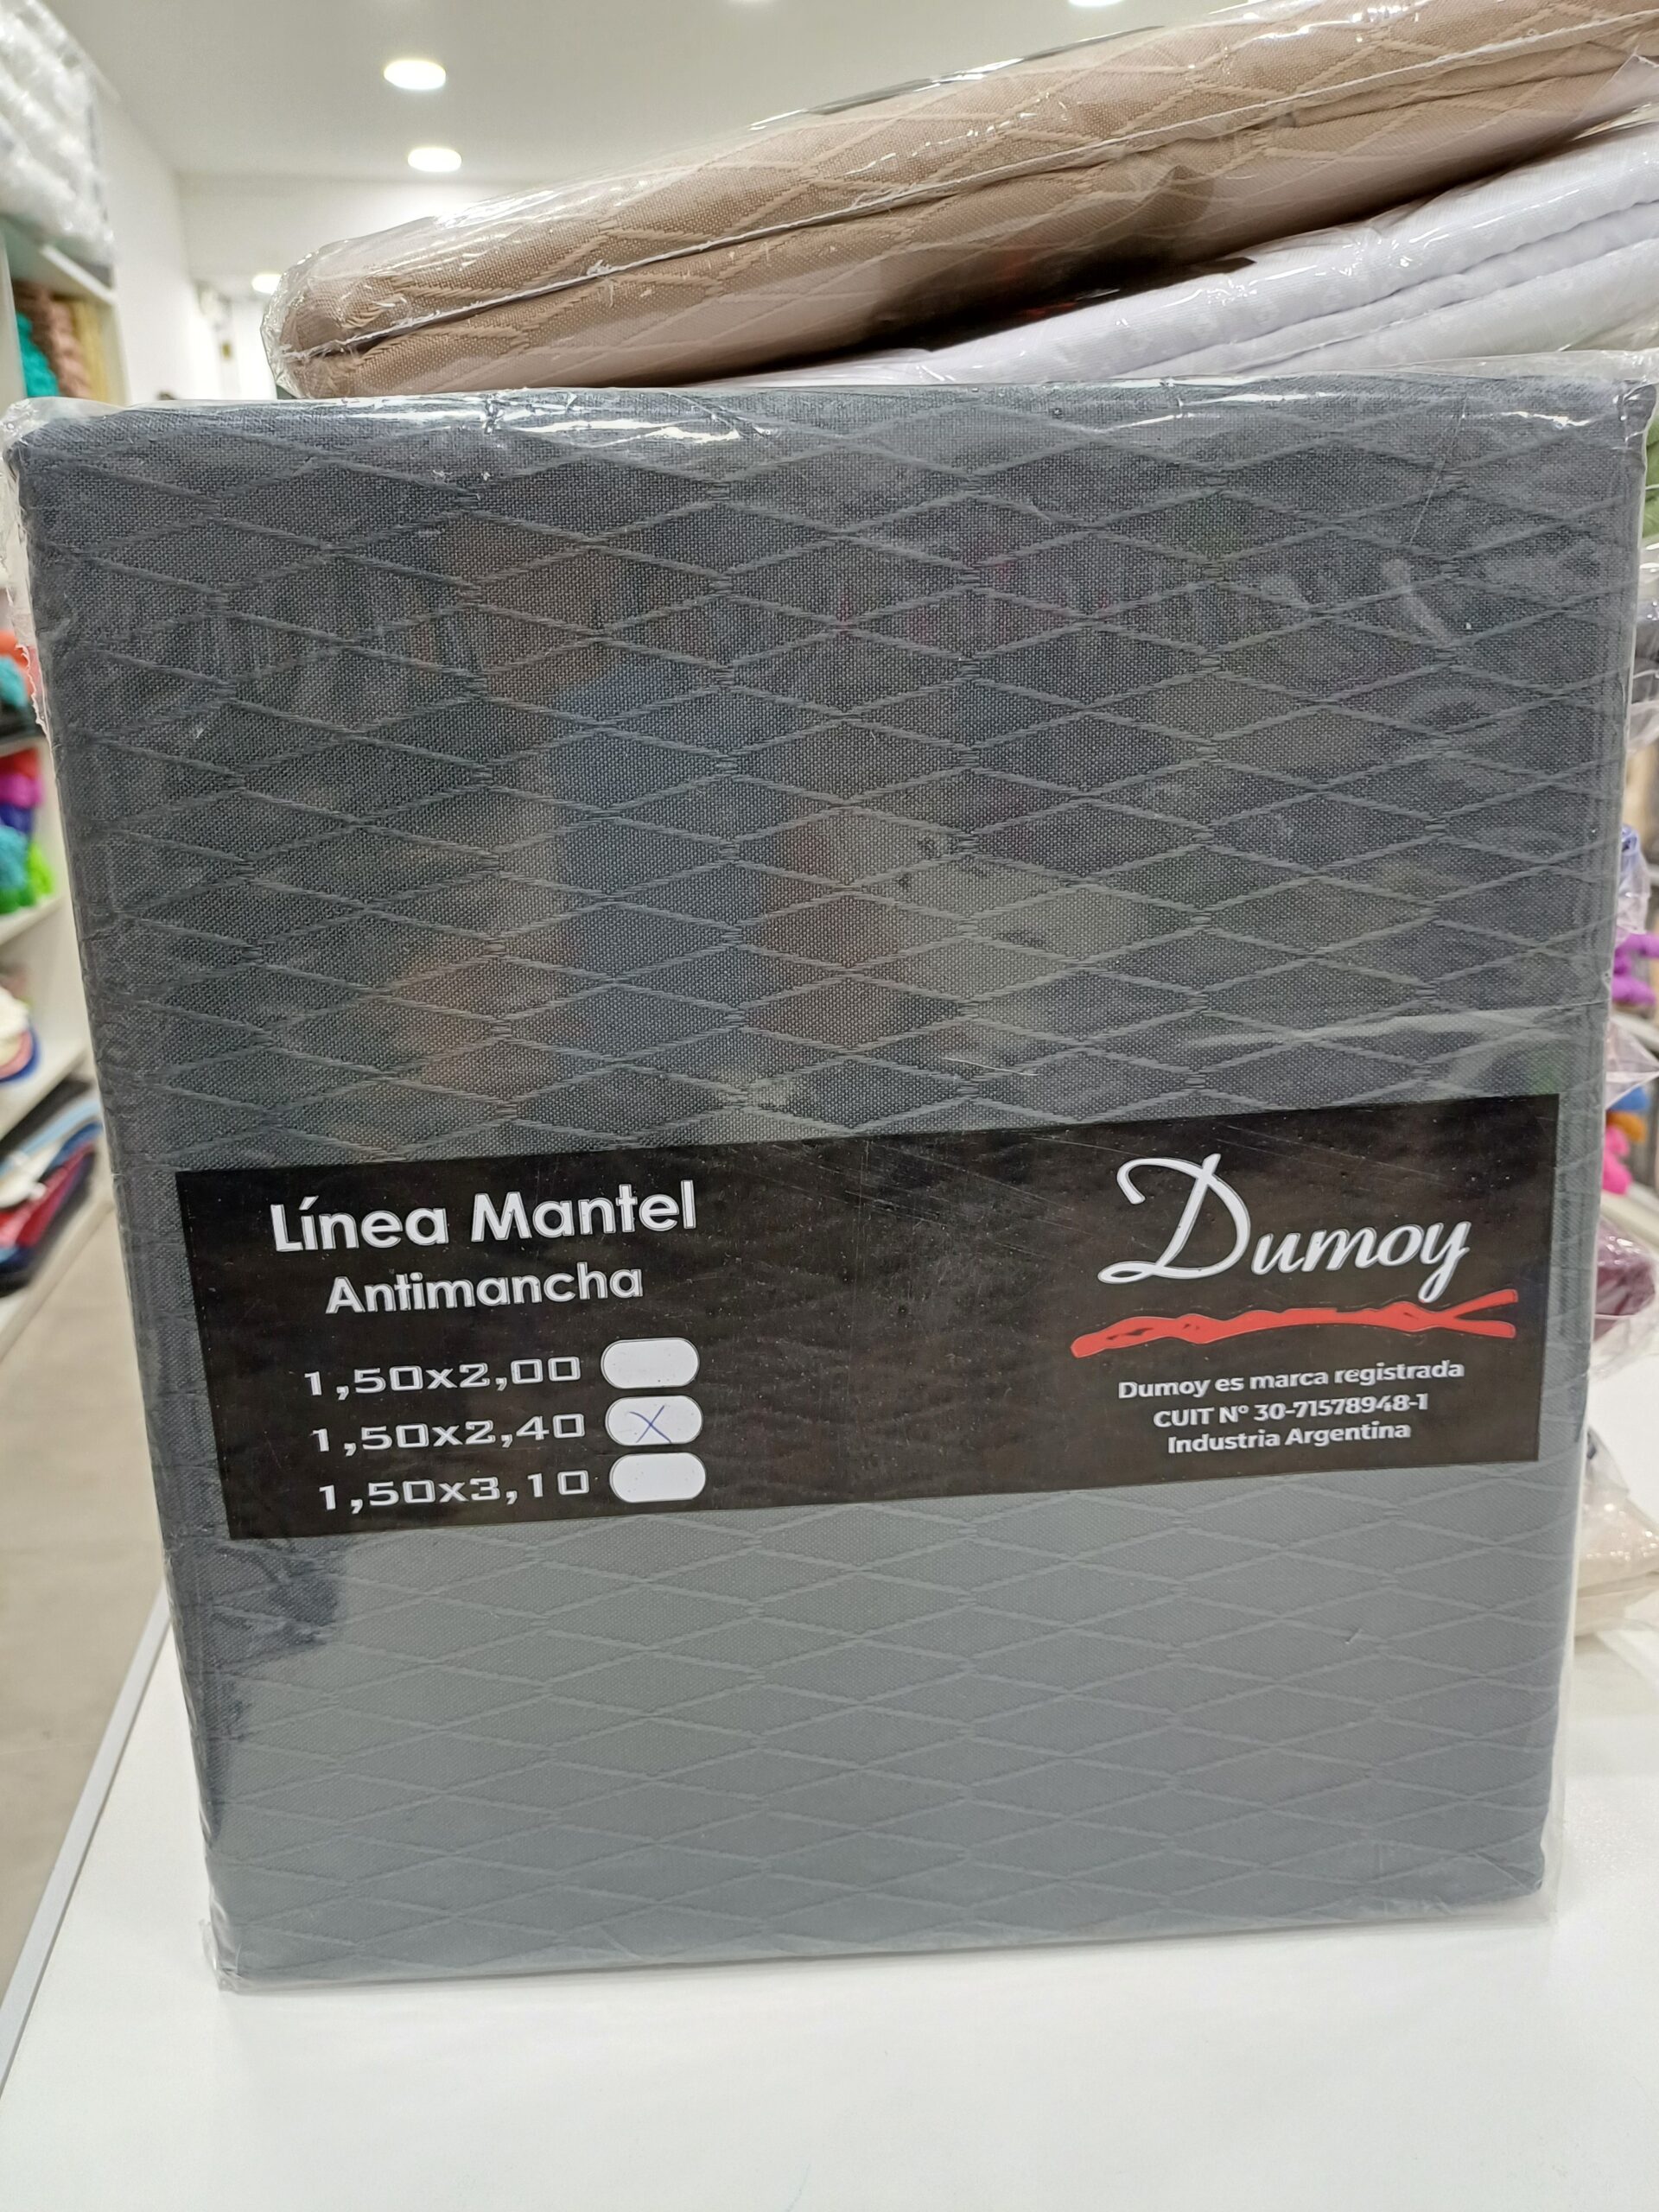 Línea Mantel
Antimancha
1,50x2,00
1,50x2,40 X
1,50x3,10
Dumoy
Dumoy es marca registrada
CUIT Nº 30-71578948-1
Industria Argentina